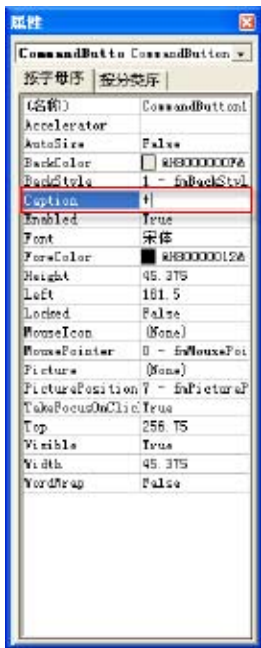 属性
CommandButto CommandButton
按字母序 按分类序
(名称) CommandButton1
Accelerator
AutoSize False
BackColor &H8000000F&
BackStyle 1 - fmBackStyl
Caption +
Enabled True
Font 宋体
ForeColor &H80000012&
Height 45.375
Left 161.5
Locked False
MouseIcon (None)
MousePointer 0 - fmMousePoi
Picture (None)
PicturePosition 7 - fmPictureP
TakeFocusOnClic True
Top 256.75
Visible True
Width 45.375
WordWrap False